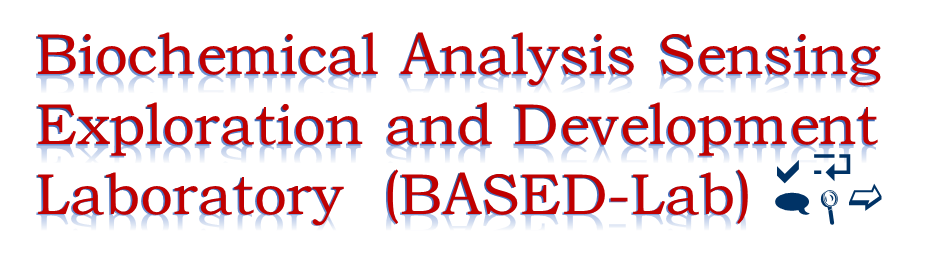 Biochemical Analysis Sensing
Exploration and Development
Laboratory (BASED-Lab)